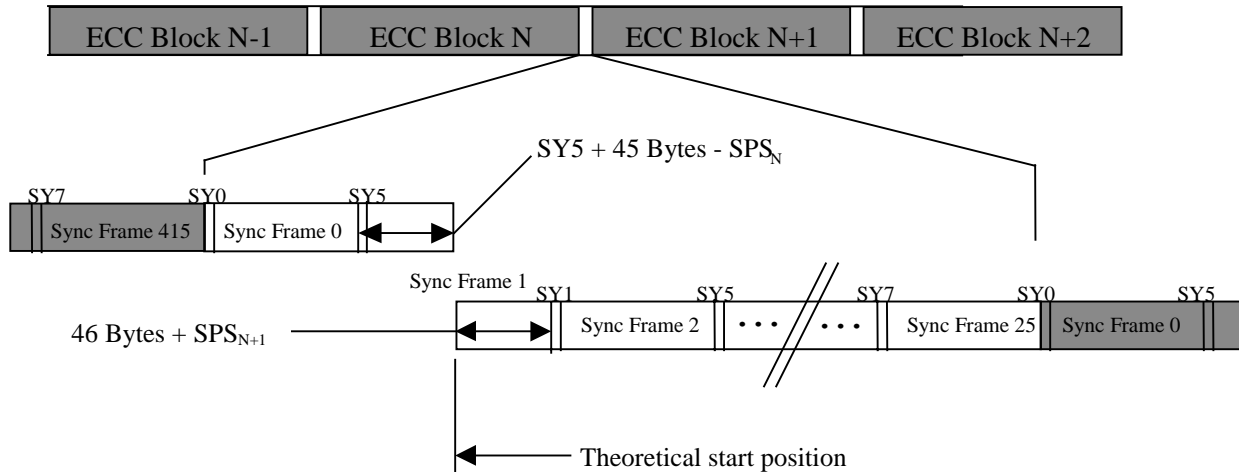 ECC Block N-1 ECC Block N ECC Block N+1 ECC Block N+2
SY5 + 45 Bytes - SPS_N
SY7 SY0 SY5
Sync Frame 415 Sync Frame 0
Sync Frame 1
SY1 SY5 SY7 SY0 SY5
46 Bytes + SPS_N+1
Sync Frame 2 • • • • • • Sync Frame 25 Sync Frame 0
Theoretical start position